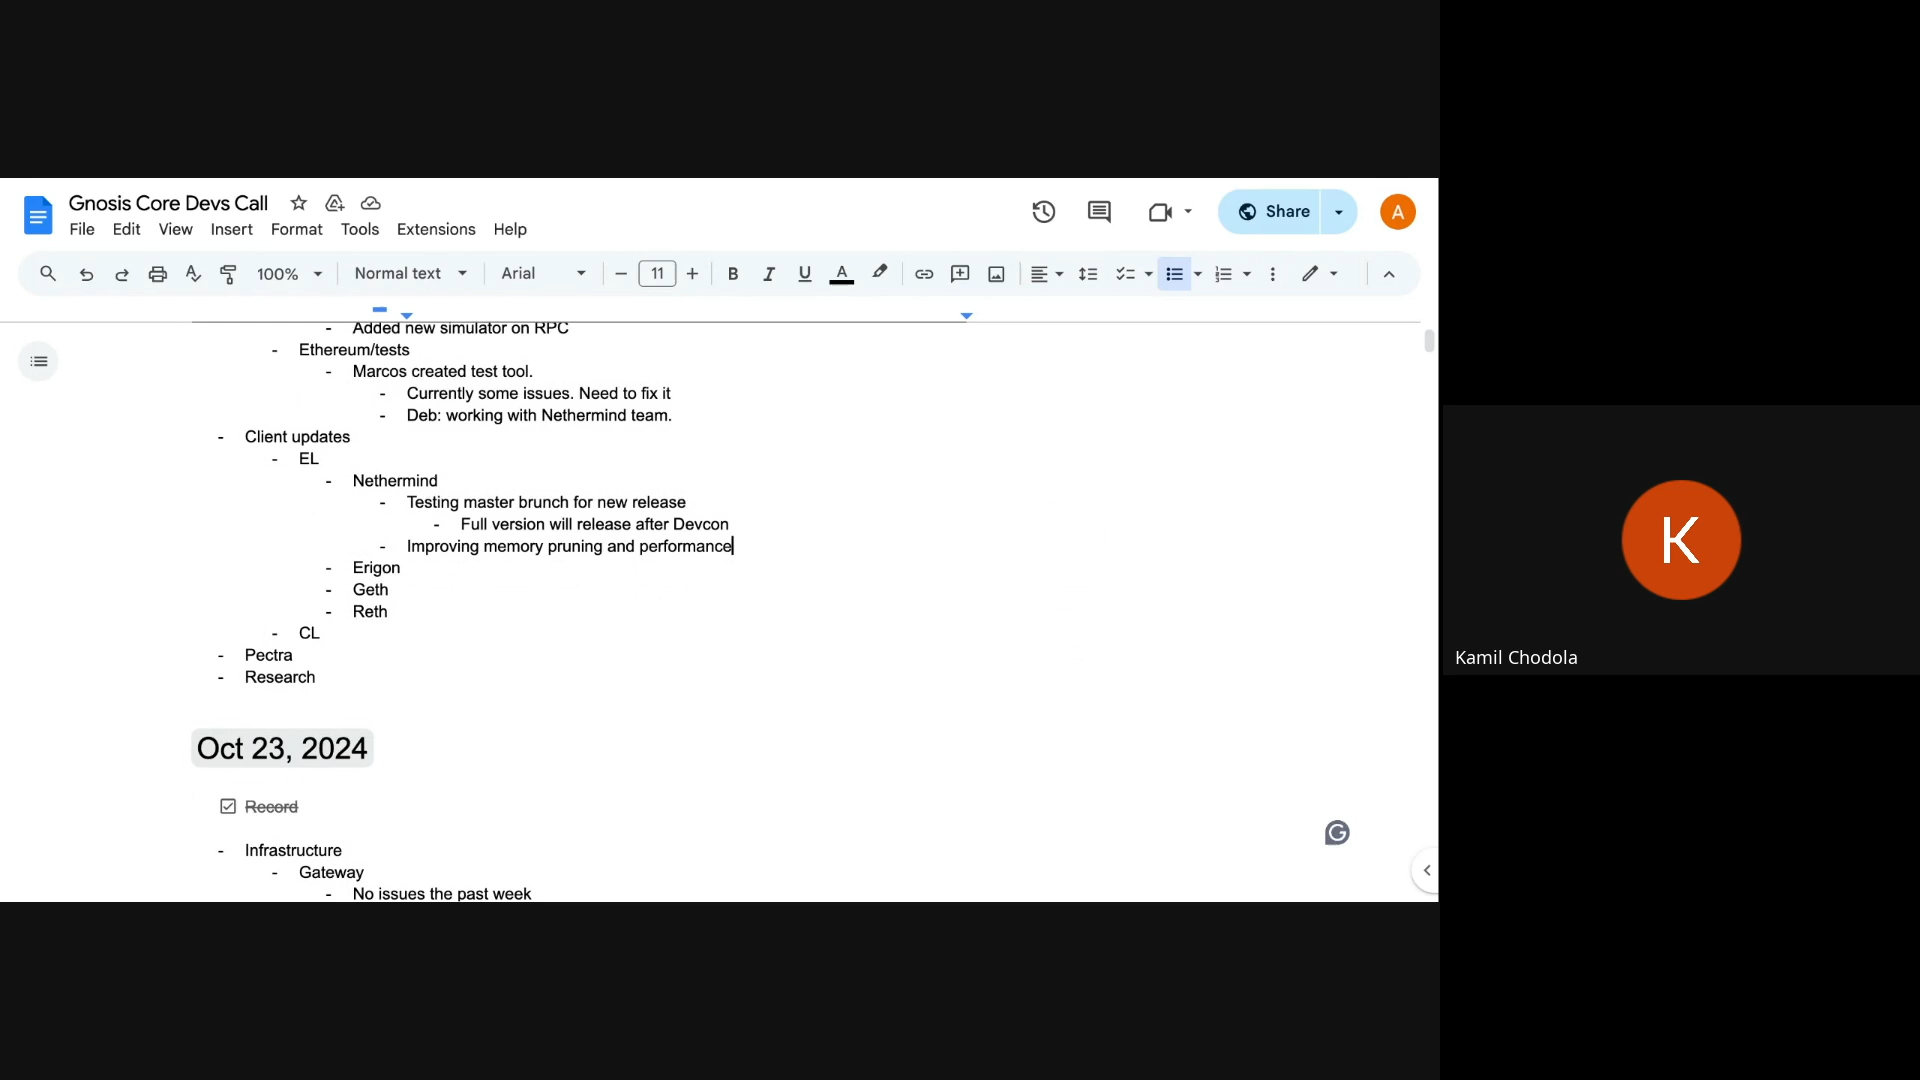 Gnosis Core Devs Call
Share
A
File Edit View Insert Format Tools Extensions Help
100% Normal text Arial 11 B I U A
- Added new simulator on RPC
- Ethereum/tests
- Marcos created test tool.
- Currently some issues. Need to fix it
- Deb: working with Nethermind team.
- Client updates
- EL
- Nethermind
- Testing master brunch for new release
- Full version will release after Devcon
- Improving memory pruning and performance
- Erigon
- Geth
- Reth
- CL
- Pectra
- Research
Oct 23, 2024
Record
- Infrastructure
- Gateway
- No issues the past week
K
Kamil Chodola